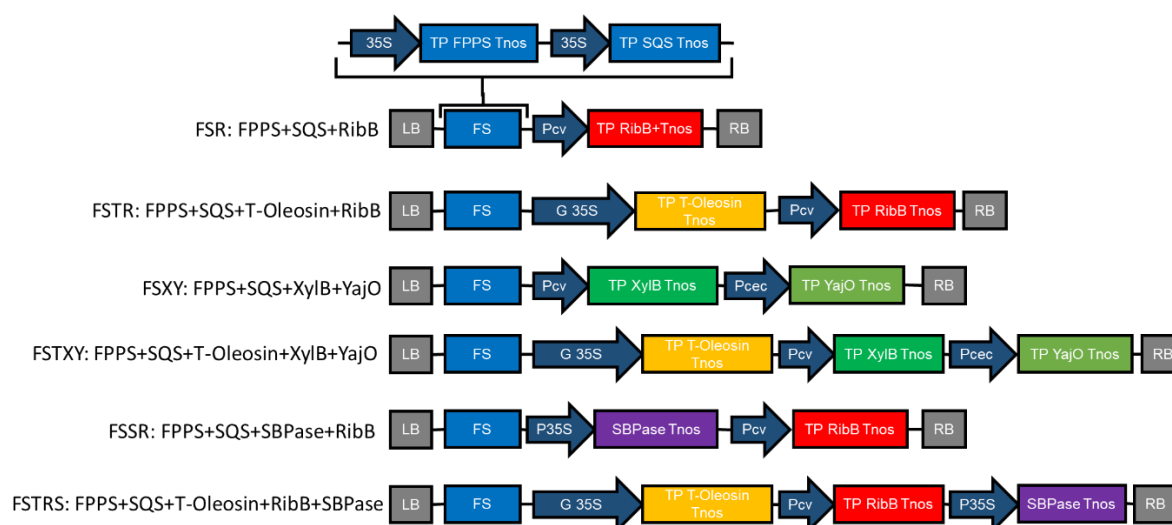 35S TP FPPS Tnos 35S TP SQS Tnos
FSR: FPPS+SQS+RibB LB FS Pcv TP RibB+Tnos RB
FSTR: FPPS+SQS+T-Oleosin+RibB LB FS G 35S TP T-Oleosin Tnos Pcv TP RibB Tnos RB
FSXY: FPPS+SQS+XylB+YajO LB FS Pcv TP XylB Tnos Pcec TP YajO Tnos RB
FSTXY: FPPS+SQS+T-Oleosin+XylB+YajO LB FS G 35S TP T-Oleosin Tnos Pcv TP XylB Tnos Pcec TP YajO Tnos RB
FSSR: FPPS+SQS+SBPase+RibB LB FS P35S SBPase Tnos Pcv TP RibB Tnos RB
FSTRS: FPPS+SQS+T-Oleosin+RibB+SBPase LB FS G 35S TP T-Oleosin Tnos Pcv TP RibB Tnos P35S SBPase Tnos RB